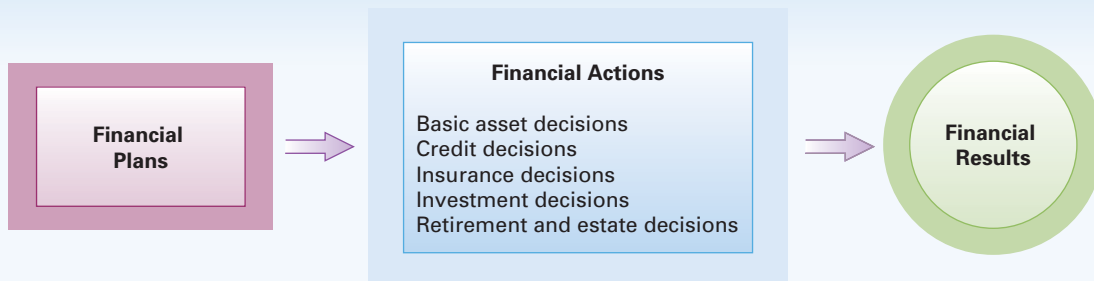 Financial
Plans
Financial Actions
Basic asset decisions
Credit decisions
Insurance decisions
Investment decisions
Retirement and estate decisions
Financial
Results